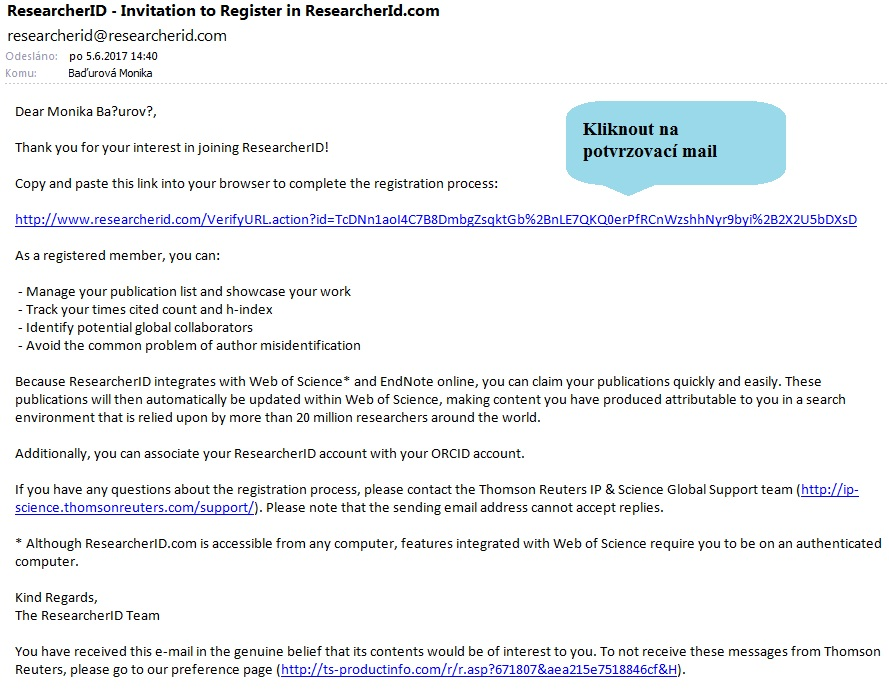 ResearcherID - Invitation to Register in ResearcherId.com
researcherid@researcherid.com
Odesláno: po 5.6.2017 14:40
Komu: Baďurová Monika
Dear Monika Ba?urov?,
Kliknout na
potvrzovací mail
Thank you for your interest in joining ResearcherID!
Copy and paste this link into your browser to complete the registration process:
http://www.researcherid.com/VerifyURL.action?id=TcDNn1aoI4C7B8DmbgZsqktGb%2BnLE7QKQ0erPfRCnWzshhNyr9byi%2B2X2U5bDXsD
As a registered member, you can:
- Manage your publication list and showcase your work
- Track your times cited count and h-index
- Identify potential global collaborators
- Avoid the common problem of author misidentification
Because ResearcherID integrates with Web of Science* and EndNote online, you can claim your publications quickly and easily. These
publications will then automatically be updated within Web of Science, making content you have produced attributable to you in a search
environment that is relied upon by more than 20 million researchers around the world.
Additionally, you can associate your ResearcherID account with your ORCID account.
If you have any questions about the registration process, please contact the Thomson Reuters IP & Science Global Support team (http://ip-
science.thomsonreuters.com/support/). Please note that the sending email address cannot accept replies.
* Although ResearcherID.com is accessible from any computer, features integrated with Web of Science require you to be on an authenticated
computer.
Kind Regards,
The ResearcherID Team
You have received this e-mail in the genuine belief that its contents would be of interest to you. To not receive these messages from Thomson
Reuters, please go to our preference page (http://ts-productinfo.com/r/r.asp?671807&aea215e7518846cf&H).